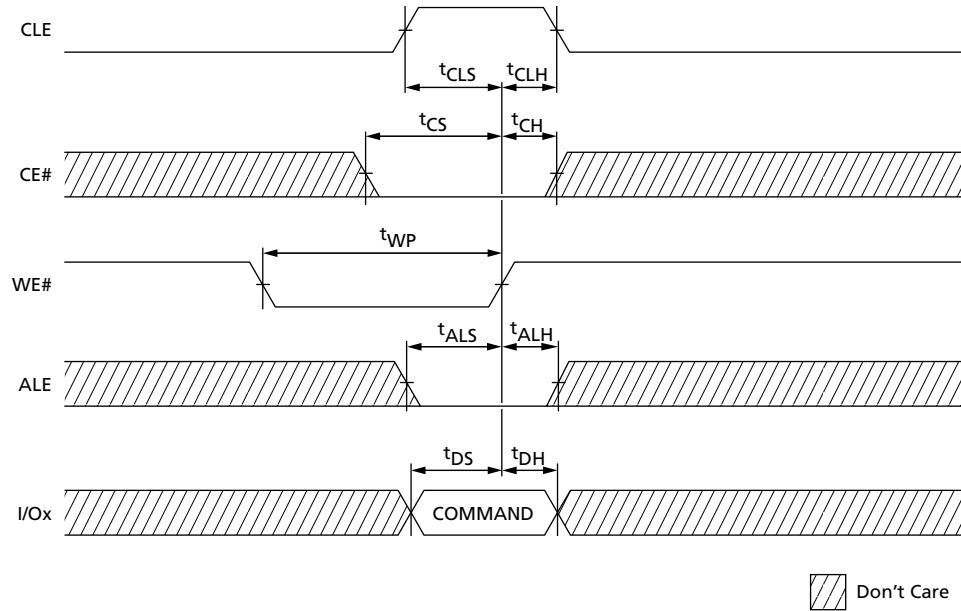 CLE
tCLS tCLH
tCS tCH
CE#
tWP
WE#
tALS tALH
ALE
tDS tDH
I/Ox COMMAND
Don't Care